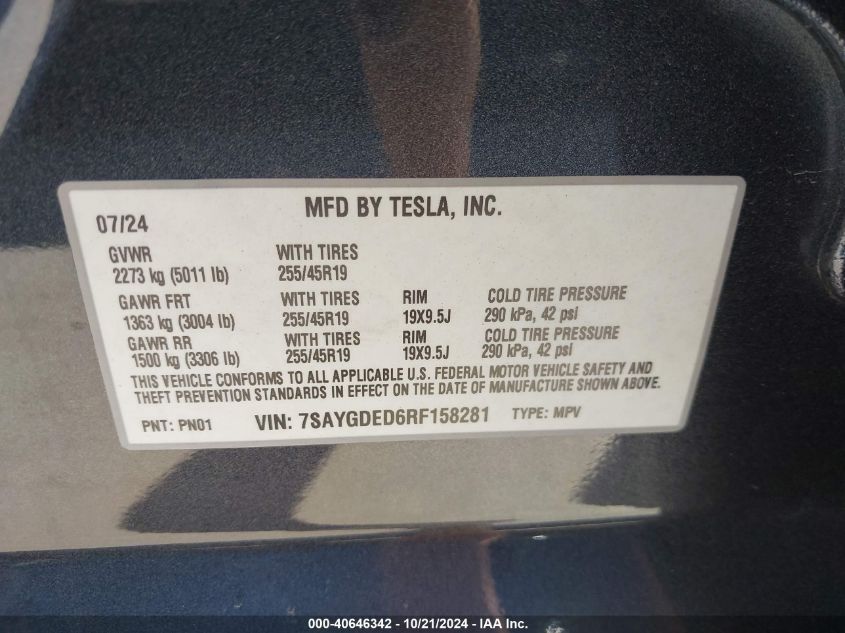 07/24 MFD BY TESLA, INC.
GVWR WITH TIRES
2273 kg (5011 lb) 255/45R19
GAWR FRT WITH TIRES RIM COLD TIRE PRESSURE
1363 kg (3004 lb) 255/45R19 19X9.5J 290 kPa, 42 psi
GAWR RR WITH TIRES RIM COLD TIRE PRESSURE
1500 kg (3306 lb) 255/45R19 19X9.5J 290 kPa, 42 psi
THIS VEHICLE CONFORMS TO ALL APPLICABLE U.S. FEDERAL MOTOR VEHICLE SAFETY AND
THEFT PREVENTION STANDARDS IN EFFECT ON THE DATE OF MANUFACTURE SHOWN ABOVE.
PNT: PN01 VIN: 7SAYGDED6RF158281 TYPE: MPV
000-40646342 / 10/21/2024 - IAA Inc.